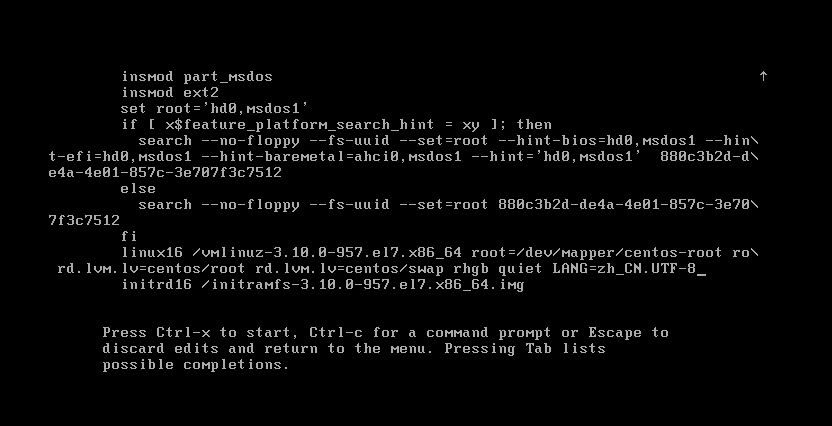 insmod part_msdos ↑
insmod ext2
set root='hd0,msdos1'
if [ x$feature_platform_search_hint = xy ]; then
search --no-floppy --fs-uuid --set=root --hint-bios=hd0,msdos1 --hin\
t-efi=hd0,msdos1 --hint-baremetal=ahci0,msdos1 --hint='hd0,msdos1'  880c3b2d-d\
e4a-4e01-857c-3e707f3c7512
else
search --no-floppy --fs-uuid --set=root 880c3b2d-de4a-4e01-857c-3e70\
7f3c7512
fi
linux16 /vmlinuz-3.10.0-957.el7.x86_64 root=/dev/mapper/centos-root ro\
rd.lvm.lv=centos/root rd.lvm.lv=centos/swap rhgb quiet LANG=zh_CN.UTF-8_
initrd16 /initramfs-3.10.0-957.el7.x86_64.img
Press Ctrl-x to start, Ctrl-c for a command prompt or Escape to
discard edits and return to the menu. Pressing Tab lists
possible completions.